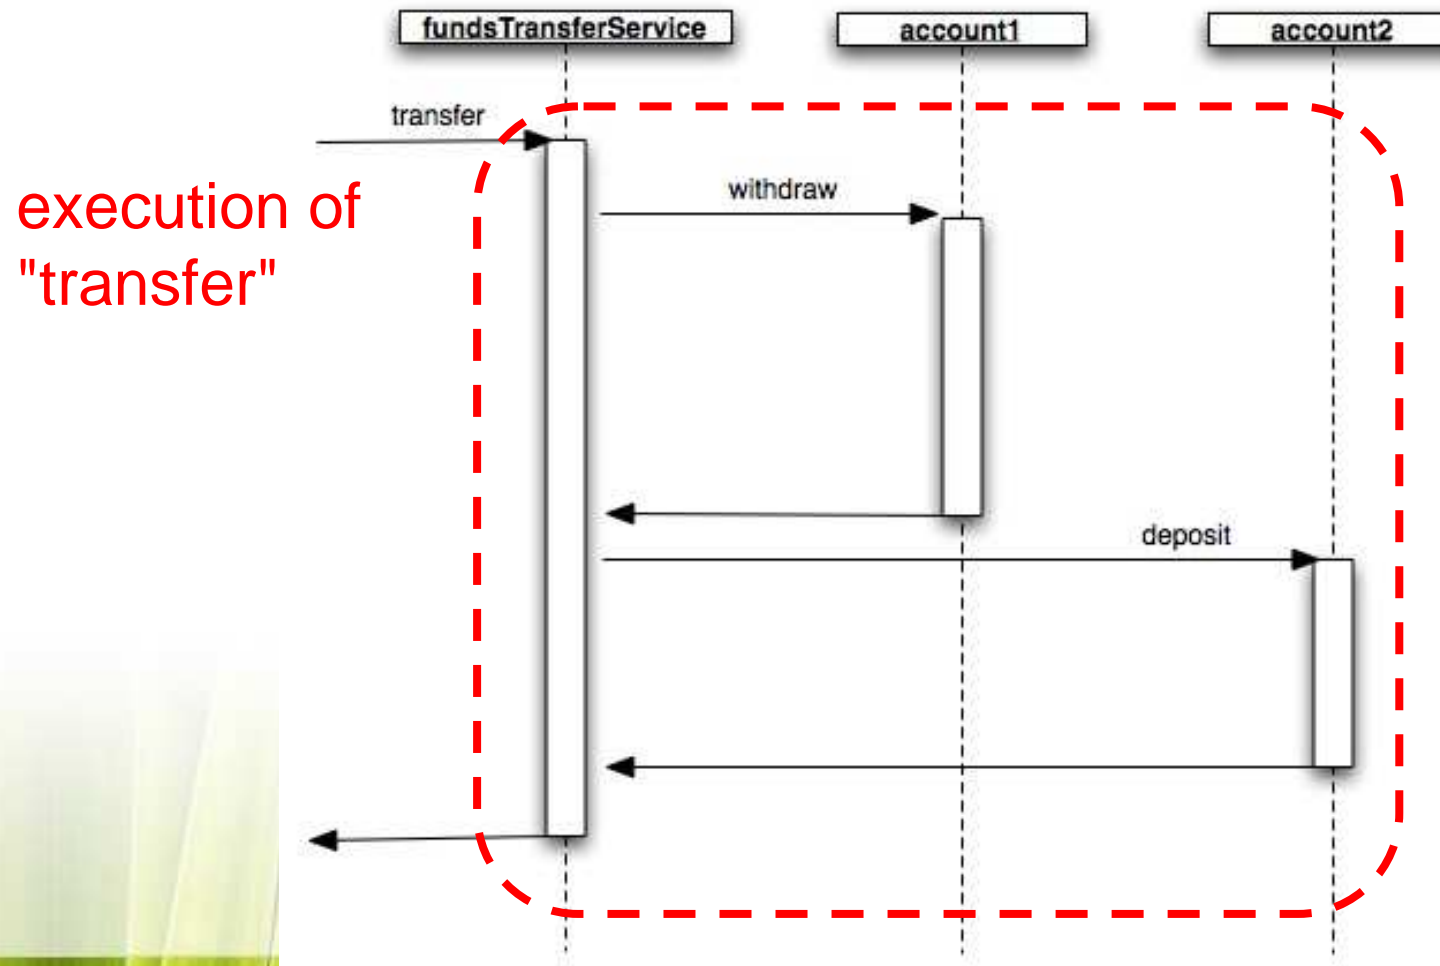 fundsTransferService
account1
account2
transfer
withdraw
execution of
"transfer"
deposit